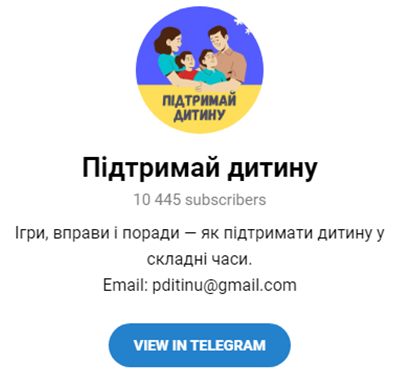 ПІДТРИМАЙ
ДИТИНУ
Підтримай дитину
10 445 subscribers
Ігри, вправи і поради — як підтримати дитину у
складні часи.
Email: pditinu@gmail.com
VIEW IN TELEGRAM